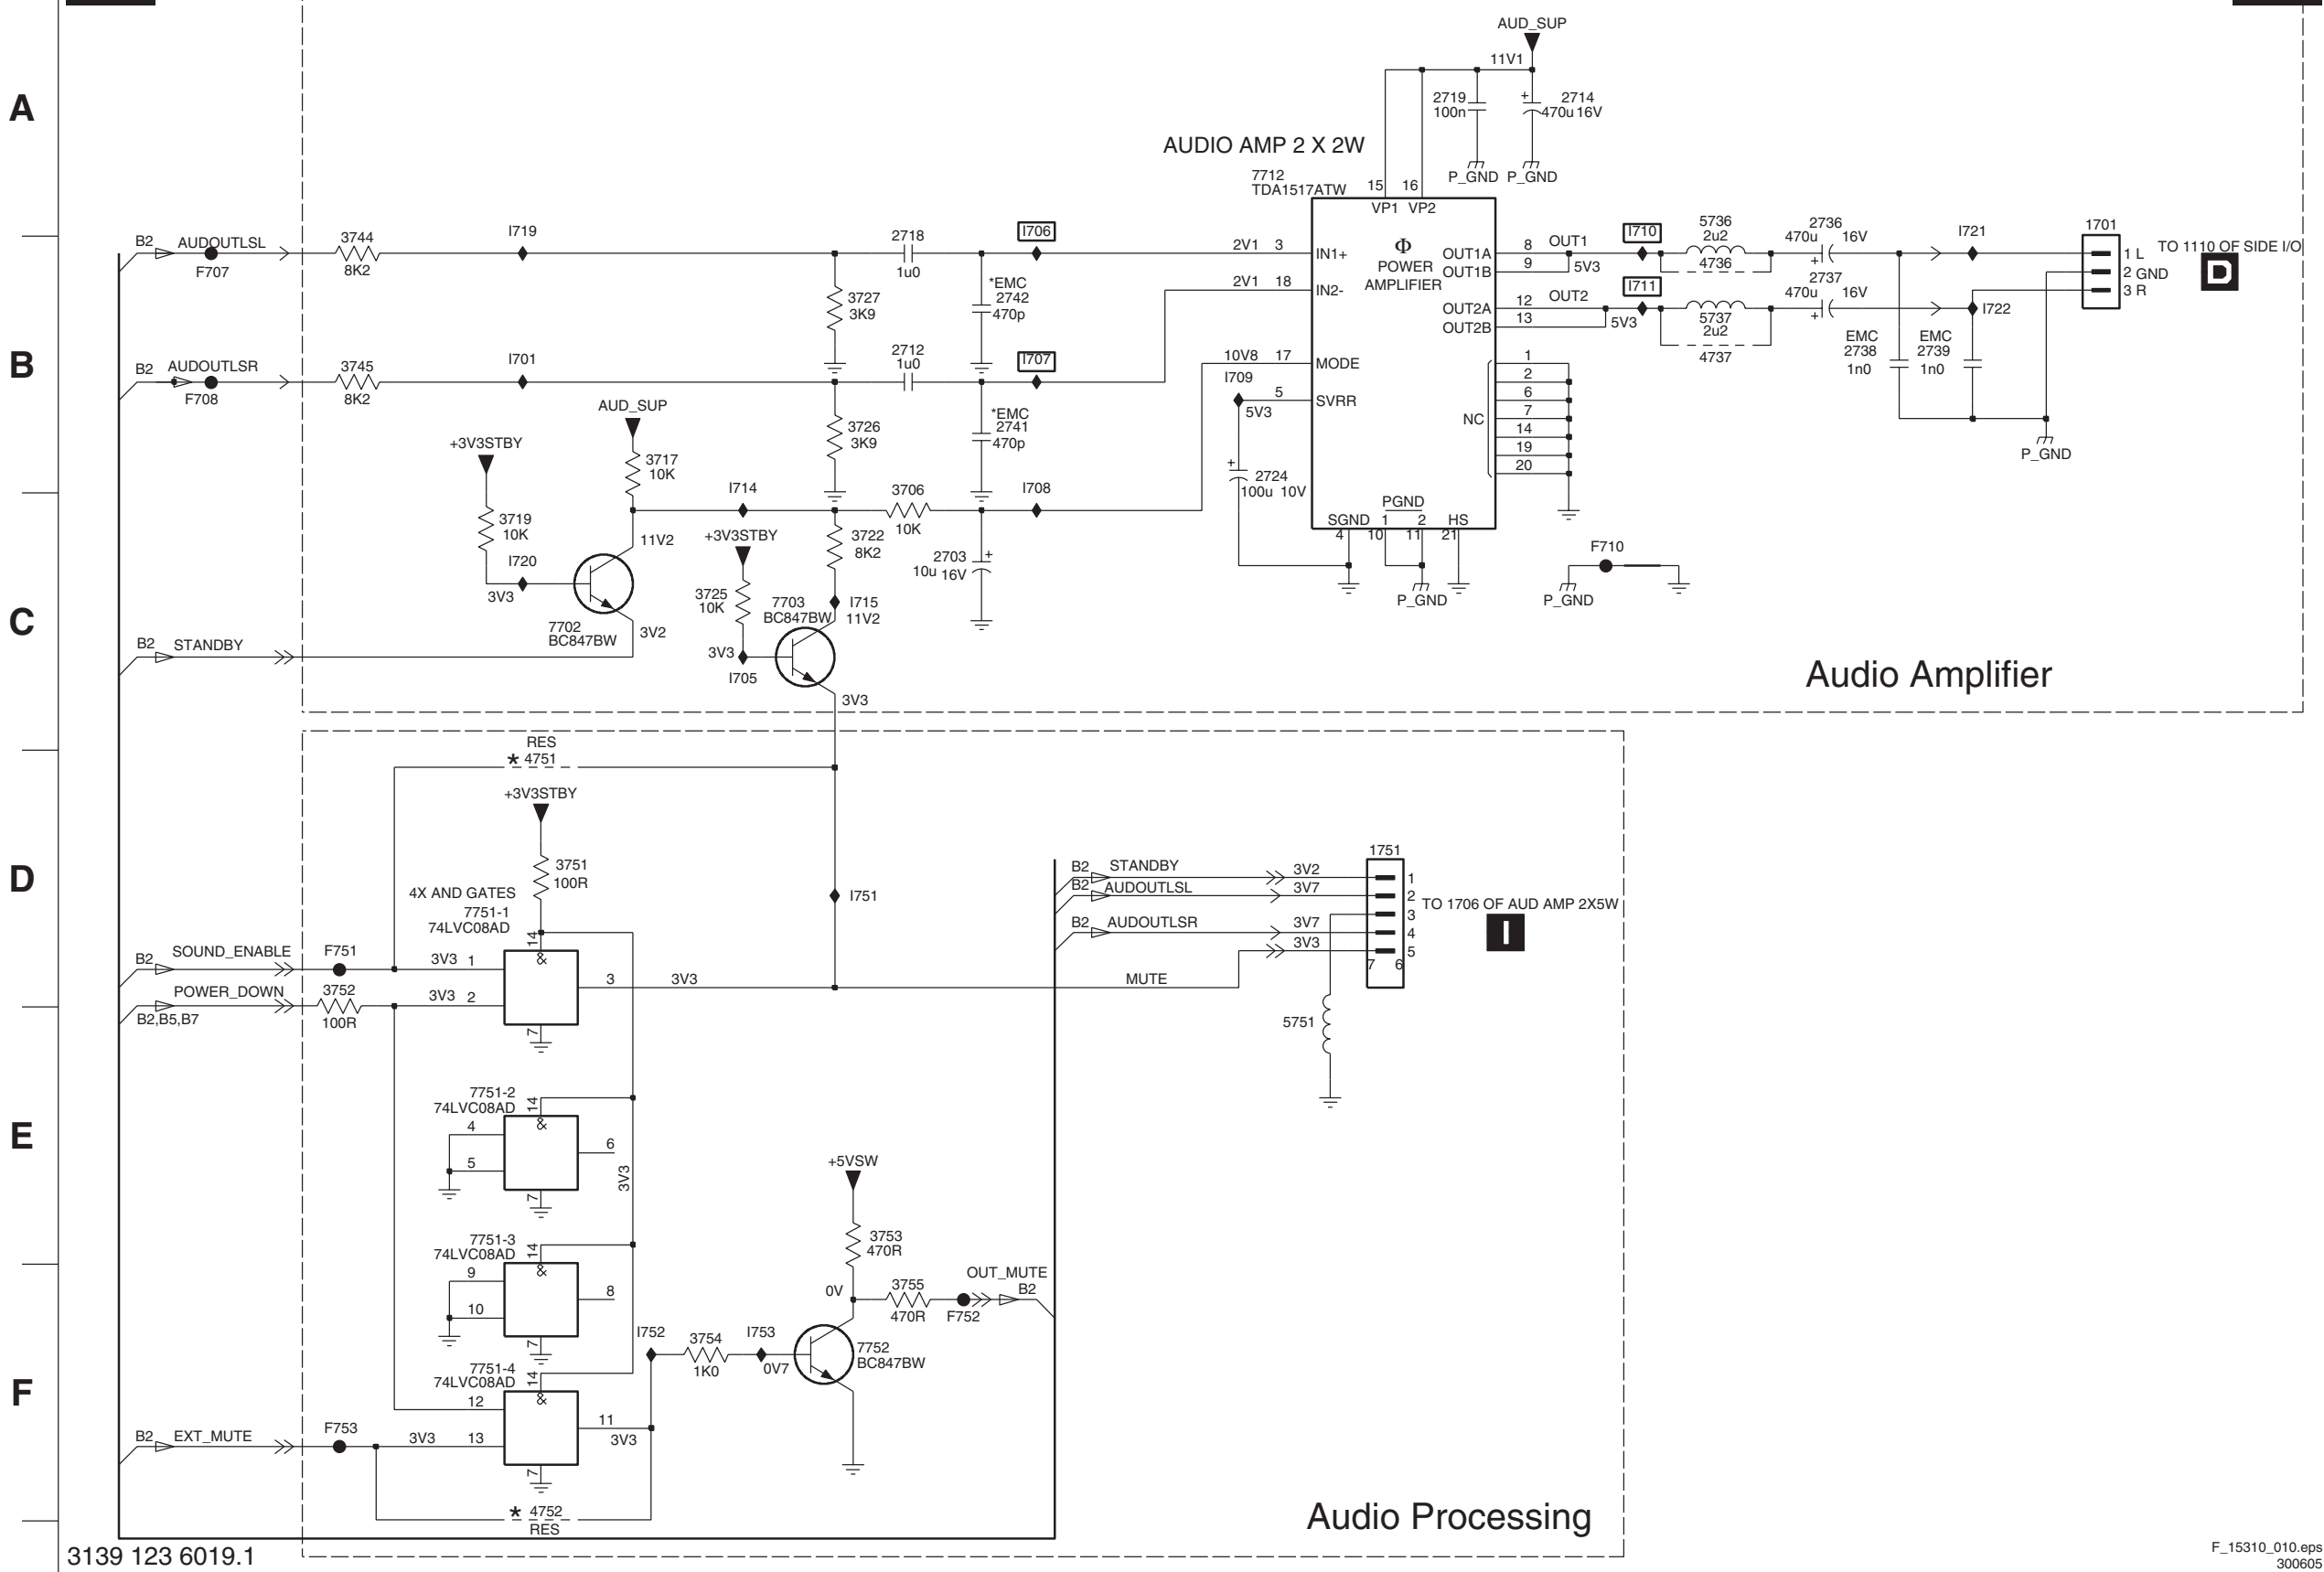 A
B
C
D
E
F
AUD_SUP
11V1
2719
100n
2714
470u 16V
P_GND P_GND
AUDIO AMP 2 X 2W
7712
TDA1517ATW
15 16
VP1 VP2
Φ
POWER
AMPLIFIER
B2 AUDOUTLSL
F707
3744
8K2
I719
2718
1u0
I706
2V1 3 IN1+
2V1 18 IN2-
3727
3K9
*EMC
2742
470p
OUT1A 8 OUT1
OUT1B 9 5V3
OUT2A 12 OUT2
OUT2B 13 5V3
I710
5736
2u2
4736
2736
470u 16V
I711
5737
2u2
4737
2737
470u 16V
I721
I722
1701
1 L
2 GND
3 R
TO 1110 OF SIDE I/O
D
EMC
2738
1n0
EMC
2739
1n0
P_GND
B2 AUDOUTLSR
F708
3745
8K2
I701
2712
1u0
I707
10V8 17 MODE
I709
5V3 5 SVRR
NC
1
2
6
7
14
19
20
AUD_SUP
3717
10K
+3V3STBY
3719
10K
I720
3V3
11V2
7702
BC847BW
3V2
3726
3K9
*EMC
2741
470p
I714
3706
10K
I708
2724
100u 10V
PGND
SGND 1 2 HS
4 10 11 21
P_GND
F710
P_GND
+3V3STBY
3725
10K
3722
8K2
2703
10u 16V
7703
BC847BW
I715
11V2
3V3
I705
3V3
B2 STANDBY
Audio Amplifier
RES
* 4751
+3V3STBY
3751
100R
4X AND GATES
7751-1
74LVC08AD
14
&
I751
B2 SOUND_ENABLE
F751
3V3 1
3 3V3
MUTE
B2,B5,B7
POWER_DOWN
3752
100R
3V3 2
7
B2 STANDBY 3V2
B2 AUDOUTLSL 3V7
B2 AUDOUTLSR 3V7
3V3
1751
1
2
3
4
5
7 6
TO 1706 OF AUD AMP 2X5W
I
5751
7751-2
74LVC08AD
14
&
4
5
6
7
3V3
7751-3
74LVC08AD
14
&
9
10
8
7
+5VSW
3753
470R
0V
3755
470R
F752
OUT_MUTE
B2
I752
3754
1K0
I753
0V7
7752
BC847BW
7751-4
74LVC08AD
14
&
12
B2 EXT_MUTE
F753
3V3 13
11
3V3
7
* 4752
RES
Audio Processing
3139 123 6019.1
F_15310_010.eps
300605